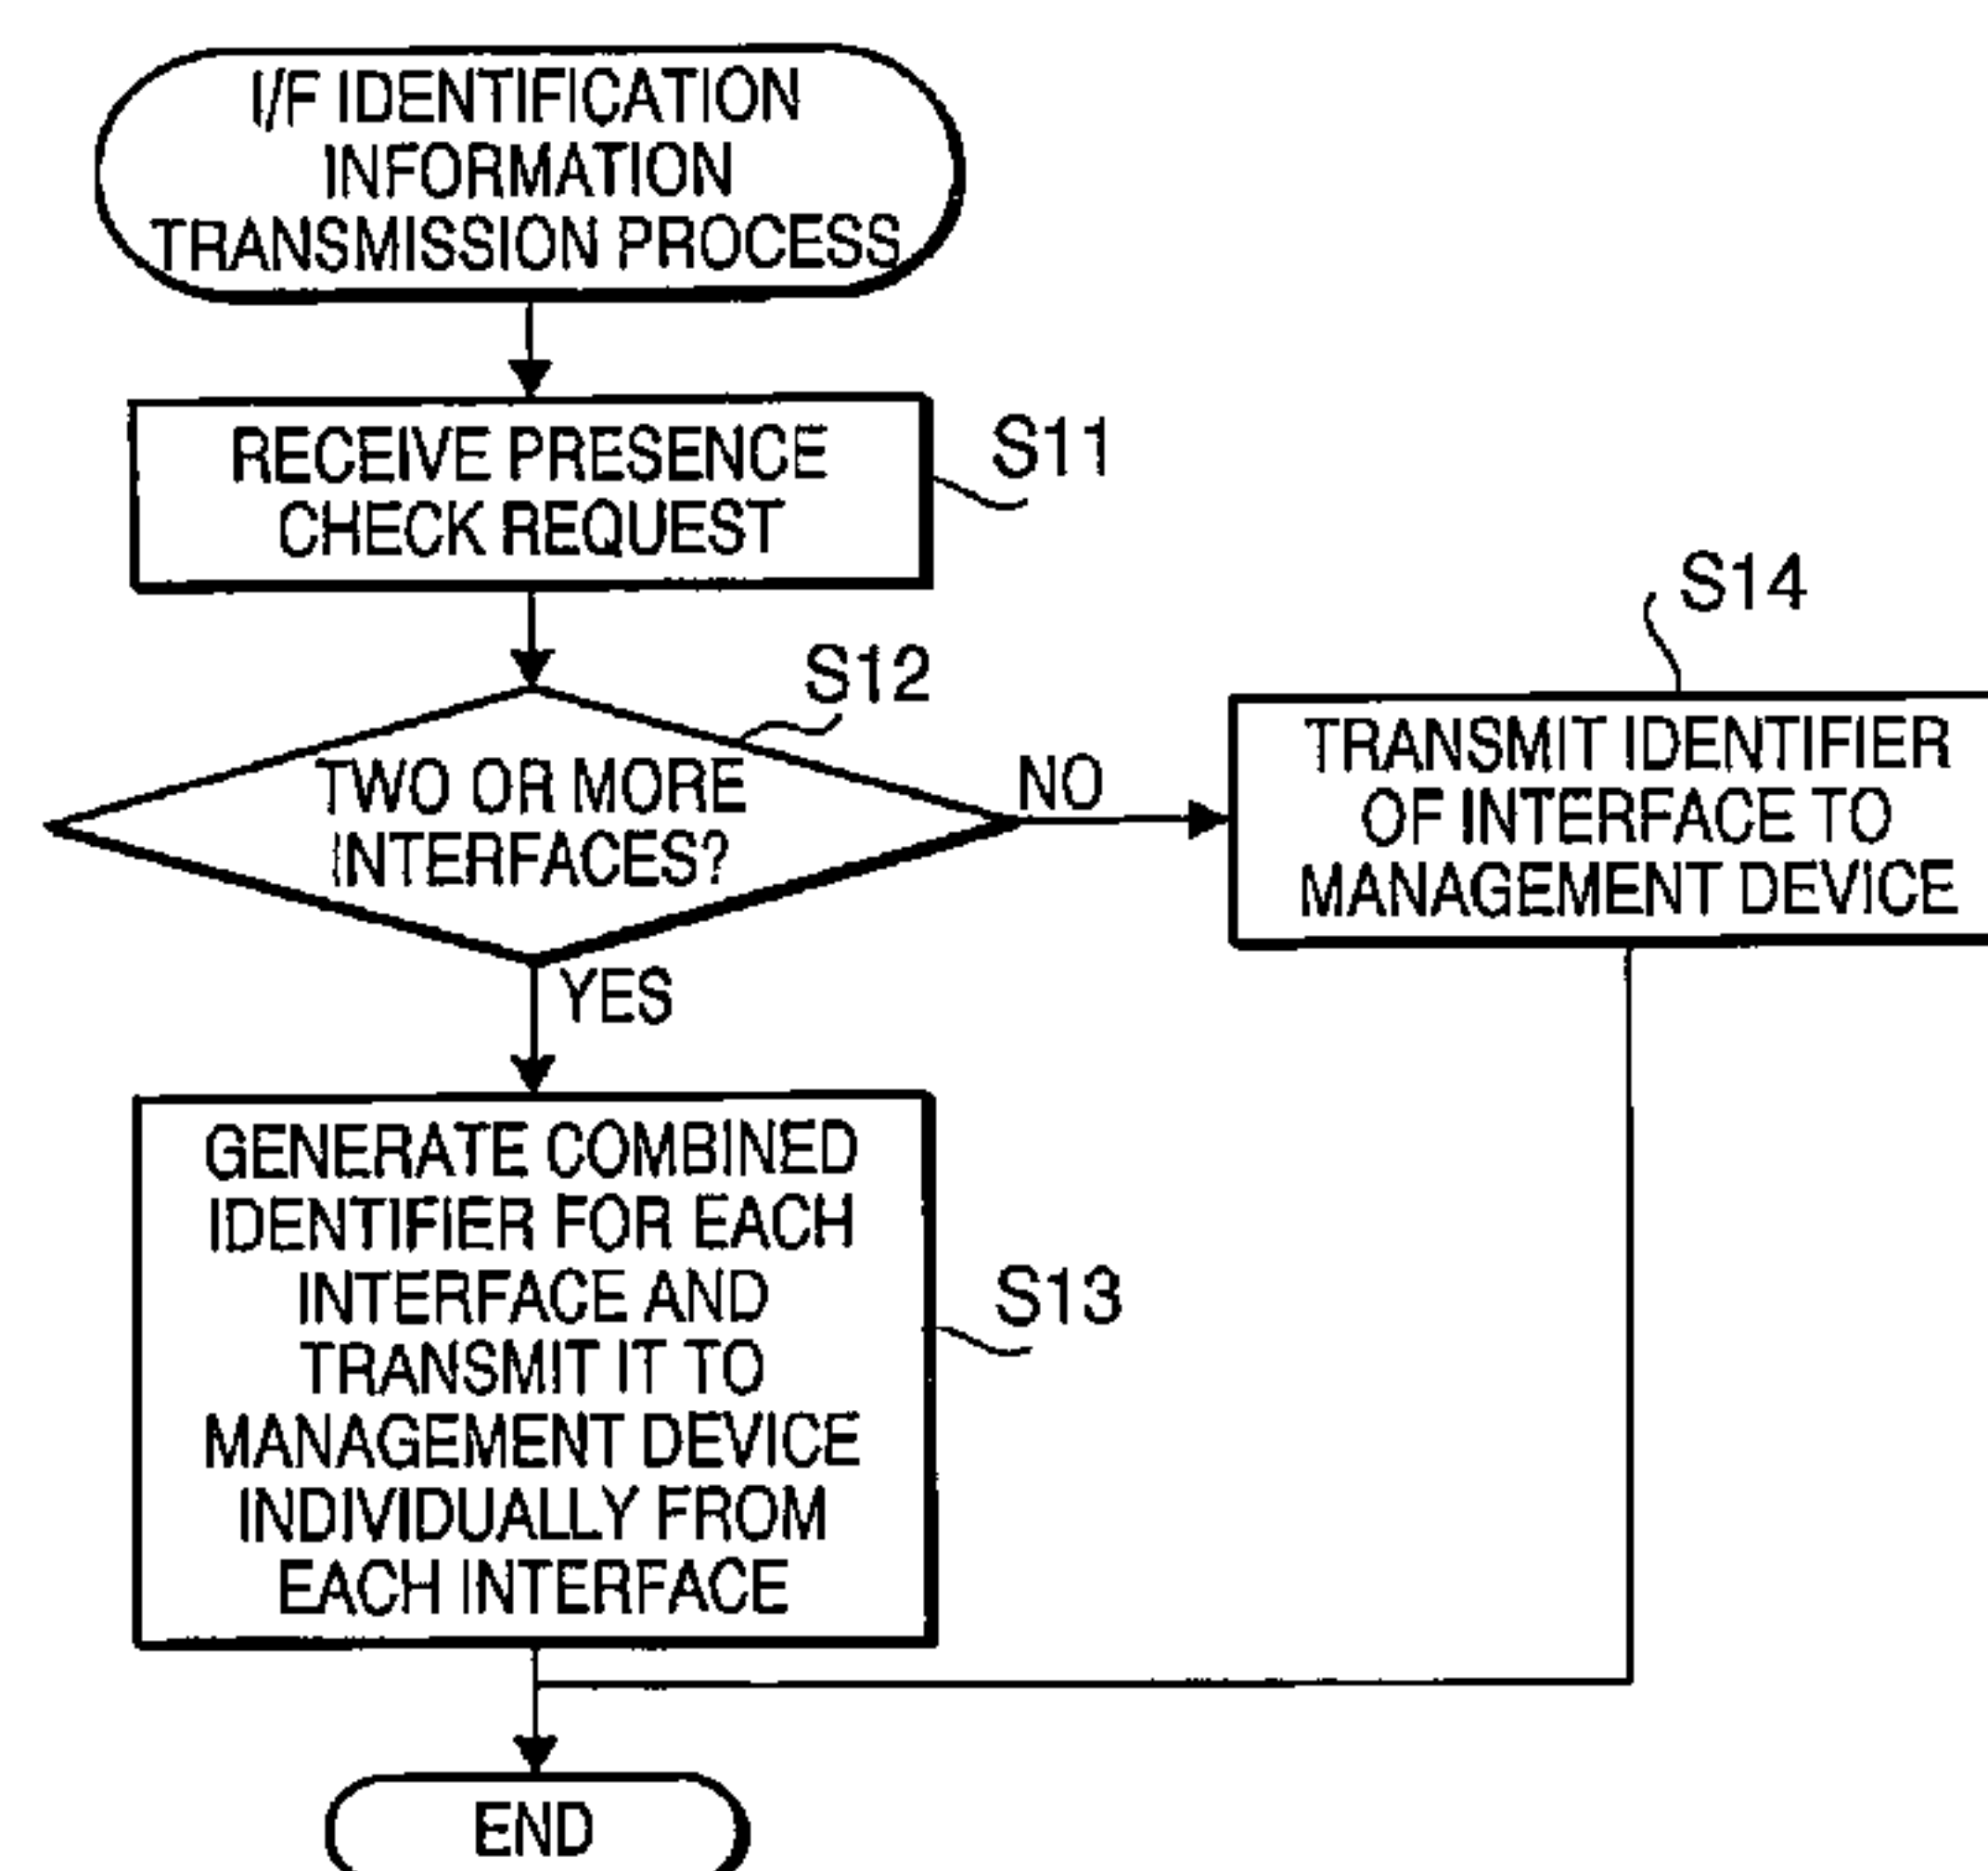 I/F IDENTIFICATION
INFORMATION
TRANSMISSION PROCESS
RECEIVE PRESENCE
CHECK REQUEST
S11
S12
TWO OR MORE
INTERFACES?
NO
YES
S14
TRANSMIT IDENTIFIER
OF INTERFACE TO
MANAGEMENT DEVICE
GENERATE COMBINED
IDENTIFIER FOR EACH
INTERFACE AND
TRANSMIT IT TO
MANAGEMENT DEVICE
INDIVIDUALLY FROM
EACH INTERFACE
S13
END